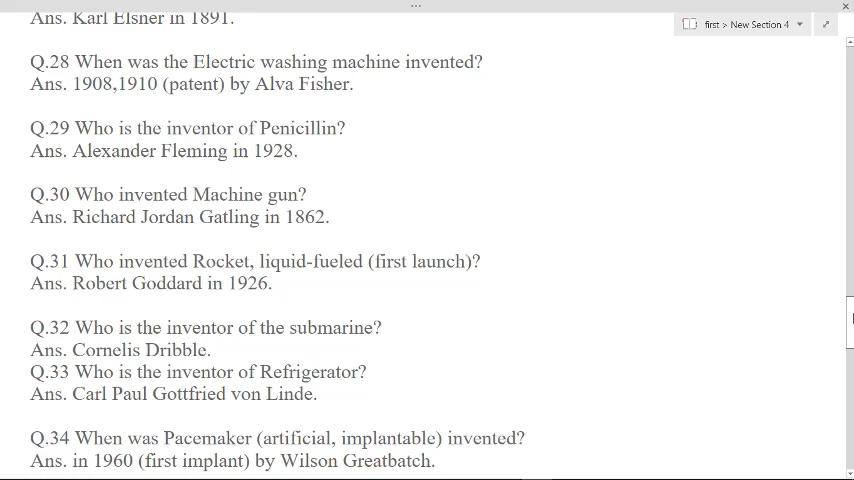 ...
Ans. Karl Elsner in 1891.
first > New Section 4
Q.28 When was the Electric washing machine invented?
Ans. 1908,1910 (patent) by Alva Fisher.
Q.29 Who is the inventor of Penicillin?
Ans. Alexander Fleming in 1928.
Q.30 Who invented Machine gun?
Ans. Richard Jordan Gatling in 1862.
Q.31 Who invented Rocket, liquid-fueled (first launch)?
Ans. Robert Goddard in 1926.
Q.32 Who is the inventor of the submarine?
Ans. Cornelis Dribble.
Q.33 Who is the inventor of Refrigerator?
Ans. Carl Paul Gottfried von Linde.
Q.34 When was Pacemaker (artificial, implantable) invented?
Ans. in 1960 (first implant) by Wilson Greatbatch.